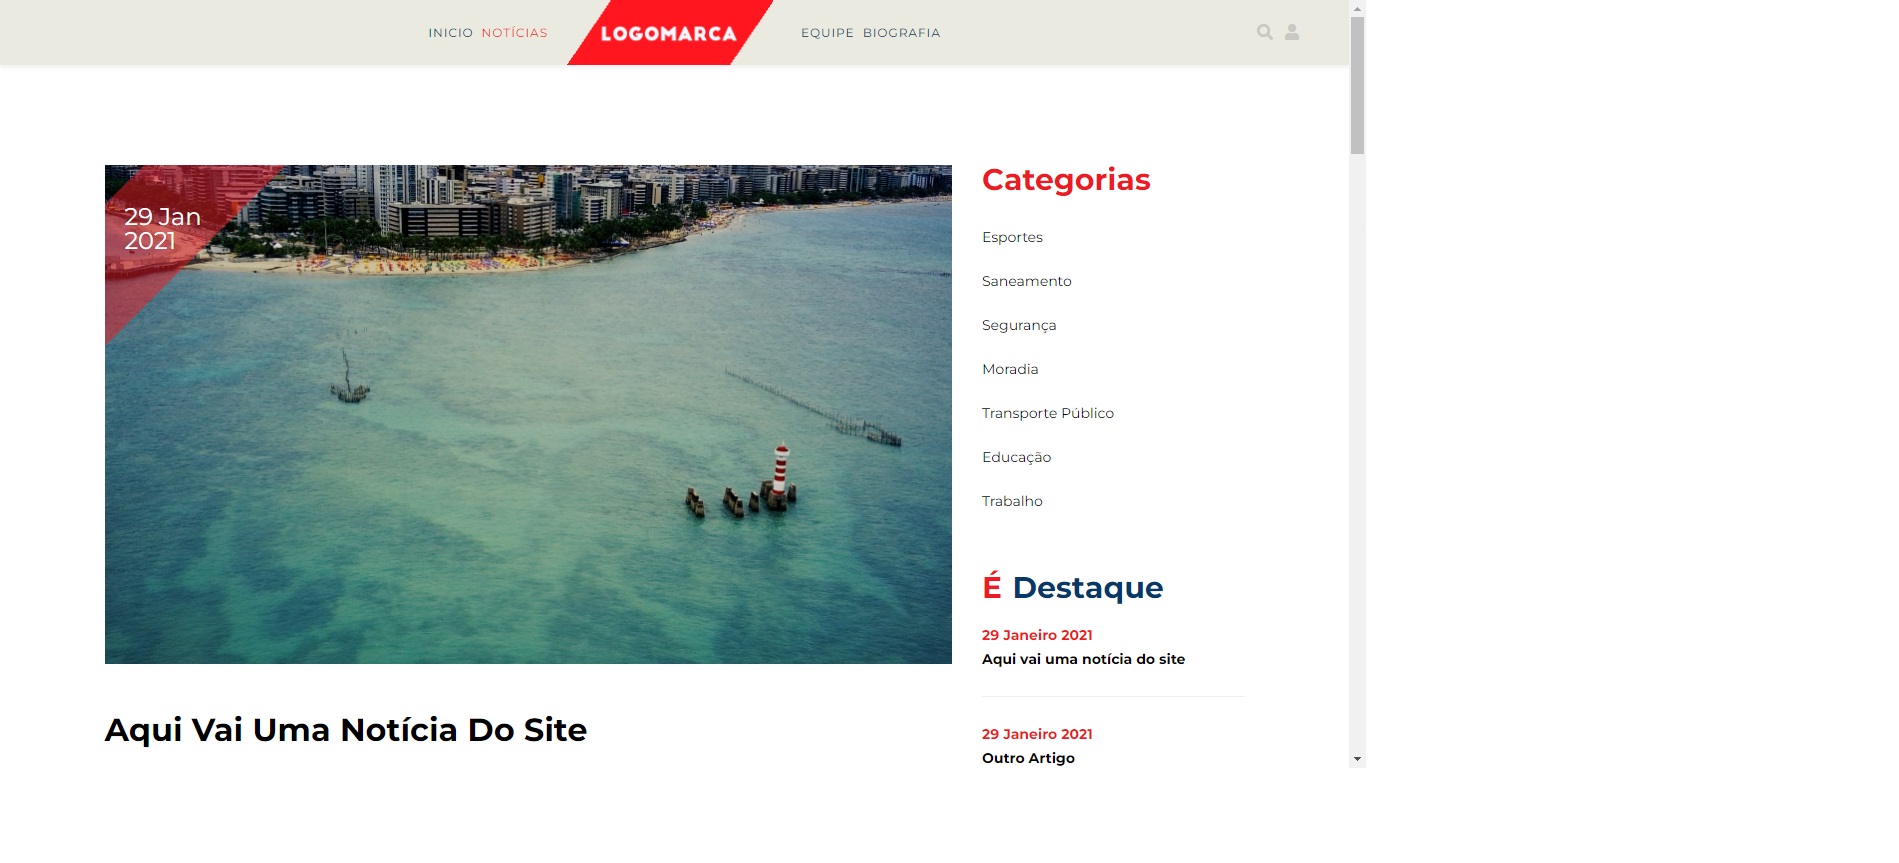 INICIO NOTÍCIAS LOGOMARCA EQUIPE BIOGRAFIA
29 Jan
2021
Aqui Vai Uma Notícia Do Site
Categorias
Esportes
Saneamento
Segurança
Moradia
Transporte Público
Educação
Trabalho
É Destaque
29 Janeiro 2021
Aqui vai uma notícia do site
29 Janeiro 2021
Outro Artigo